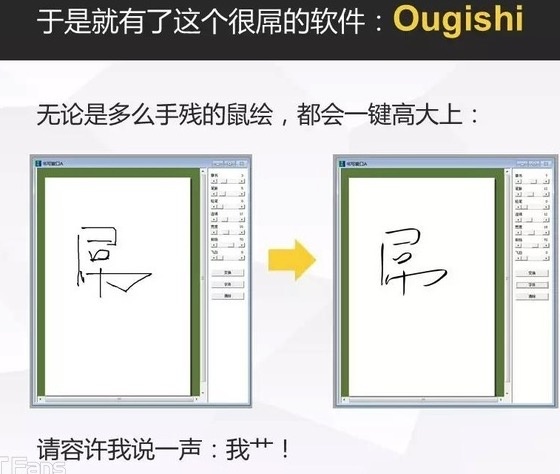 于是就有了这个很屌的软件：Ougishi
无论是多么手残的鼠绘，都会一键高大上：
屌
屌
请容许我说一声：我艹！
Fans